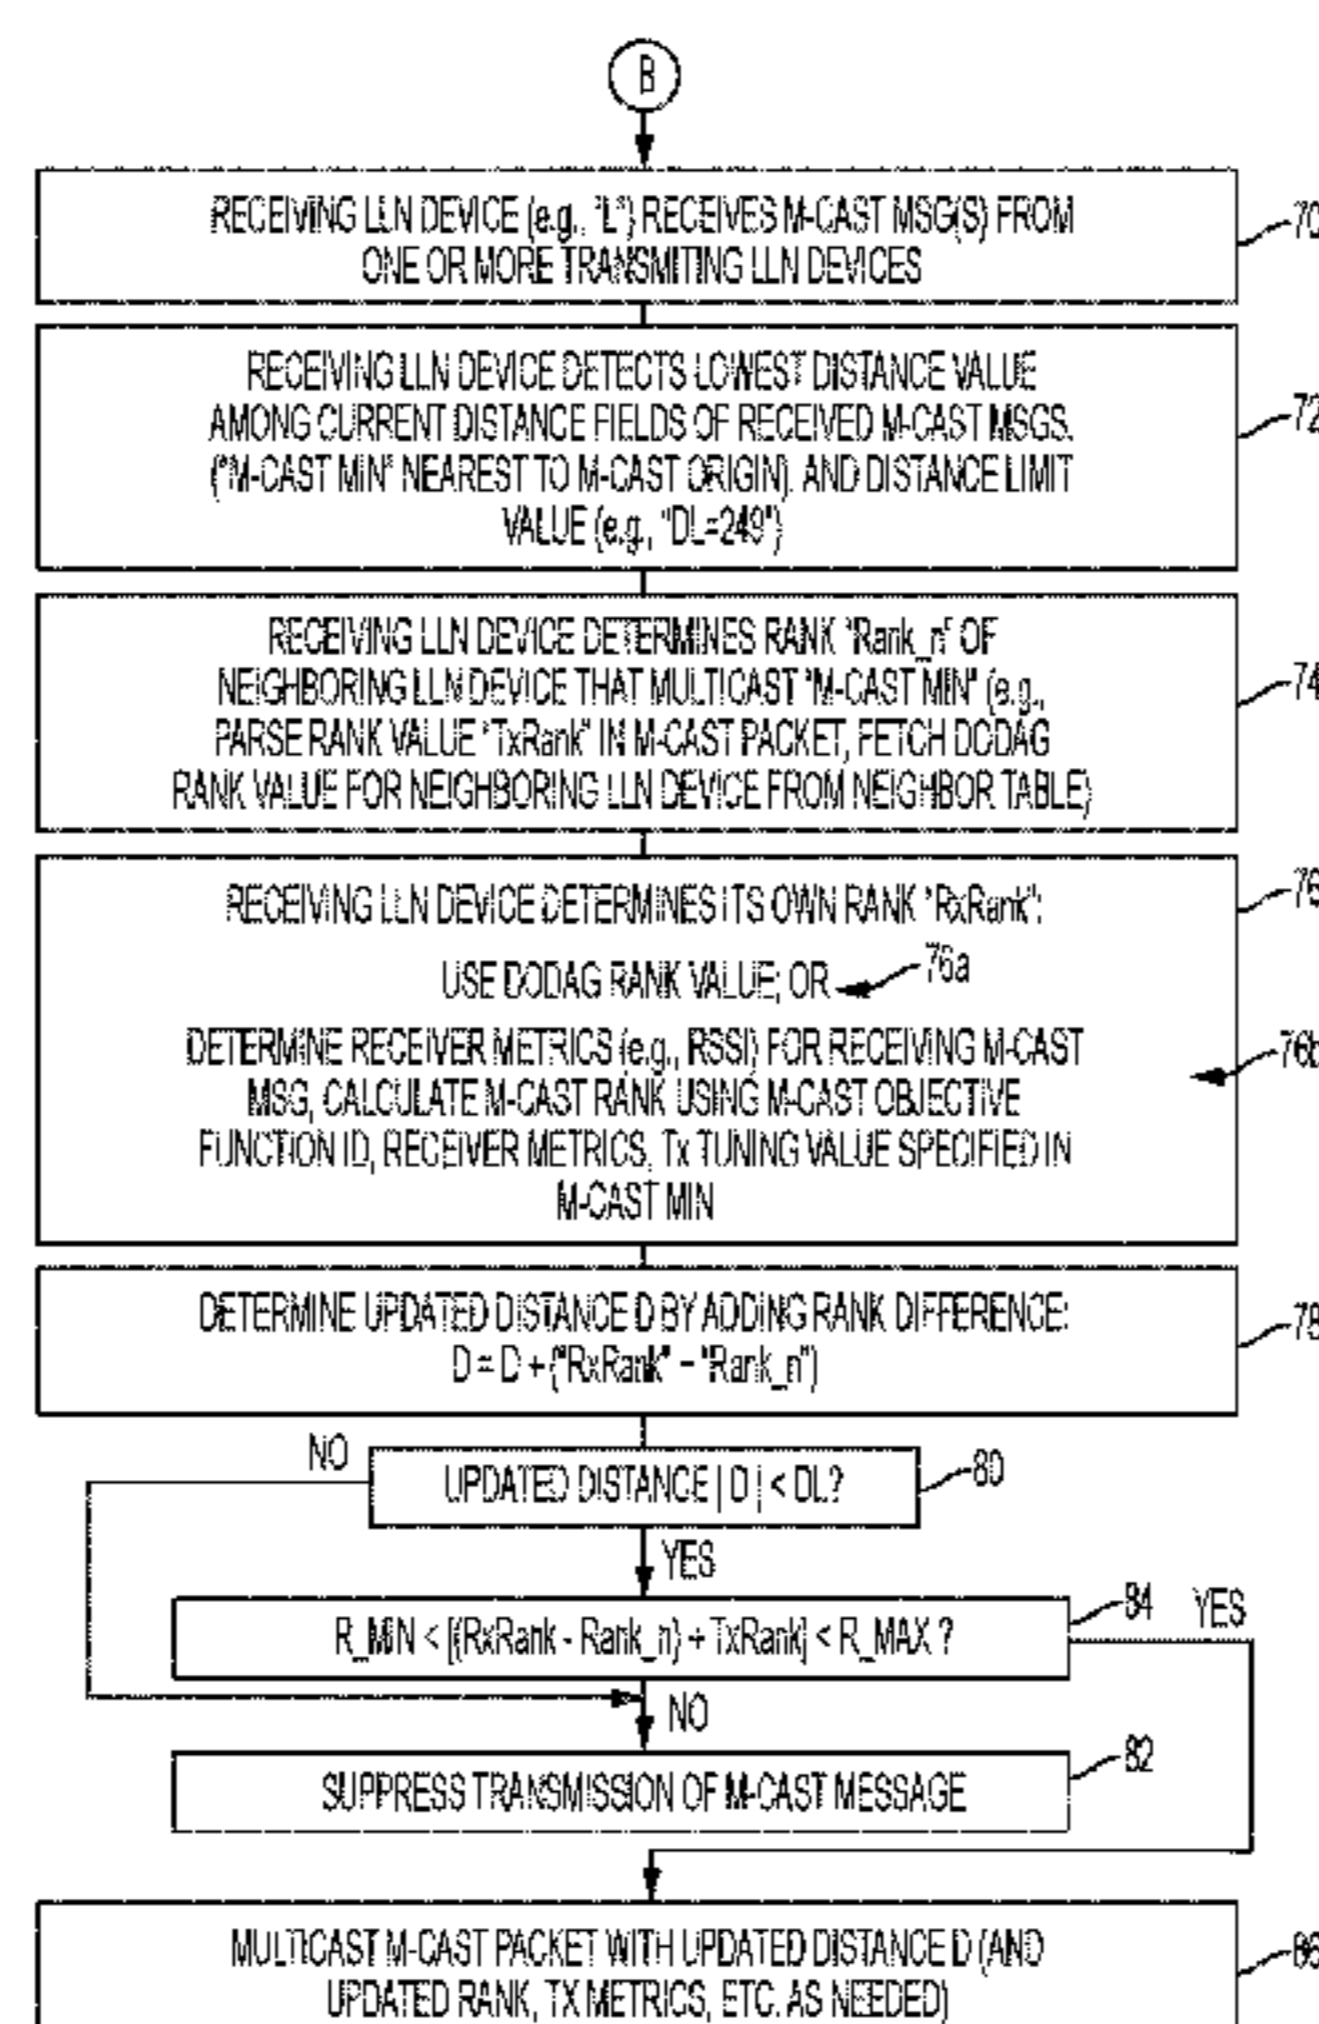 B
RECEIVING LLN DEVICE (e.g., "L") RECEIVES M-CAST MSG(S) FROM
ONE OR MORE TRANSMITING LLN DEVICES
70
RECEIVING LLN DEVICE DETECTS LOWEST DISTANCE VALUE
AMONG CURRENT DISTANCE FIELDS OF RECEIVED M-CAST MSGS.
("M-CAST MIN" NEAREST TO M-CAST ORIGIN). AND DISTANCE LIMIT
VALUE (e.g., "DL=249")
72
RECEIVING LLN DEVICE DETERMINES RANK "Rank_n" OF
NEIGHBORING LLN DEVICE THAT MULTICAST "M-CAST MIN" (e.g.,
PARSE RANK VALUE "TxRank" IN M-CAST PACKET, FETCH DODAG
RANK VALUE FOR NEIGHBORING LLN DEVICE FROM NEIGHBOR TABLE)
74
RECEIVING LLN DEVICE DETERMINES ITS OWN RANK "RxRank":
76
USE DODAG RANK VALUE; OR
76a
DETERMINE RECEIVER METRICS (e.g., RSSI) FOR RECEIVING M-CAST
MSG, CALCULATE M-CAST RANK USING M-CAST OBJECTIVE
FUNCTION ID, RECEIVER METRICS, Tx TUNING VALUE SPECIFIED IN
M-CAST MIN
76b
DETERMINE UPDATED DISTANCE D BY ADDING RANK DIFFERENCE:
D = D + ("RxRank" - "Rank_n")
78
NO
UPDATED DISTANCE | D | < DL?
80
YES
R_MIN < [(RxRank - Rank_n) + TxRank] < R_MAX ?
84
YES
NO
SUPPRESS TRANSMISSION OF M-CAST MESSAGE
82
MULTICAST M-CAST PACKET WITH UPDATED DISTANCE D (AND
UPDATED RANK, TX METRICS, ETC. AS NEEDED)
86